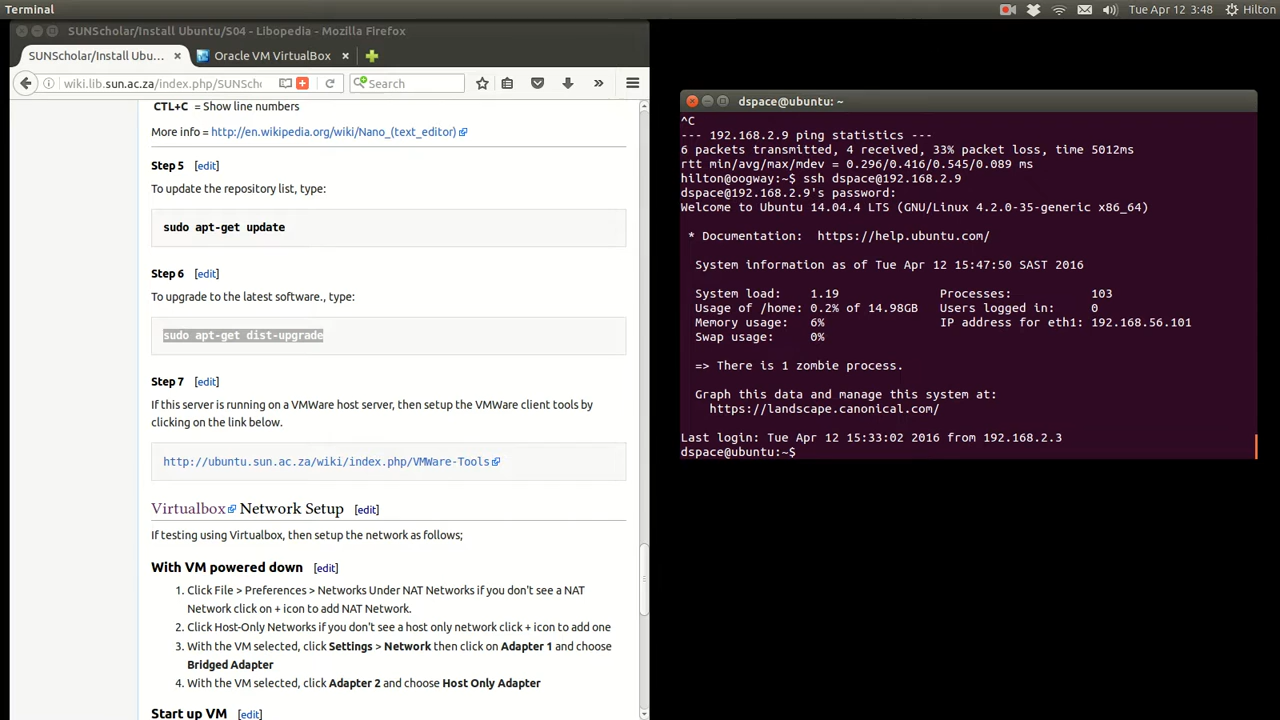 Terminal
Tue Apr 12 3:48 Hilton
SUNScholar/Install Ubuntu/S04 - Libopedia - Mozilla Firefox
SUNScholar/Install Ubu... × Oracle VM VirtualBox ×
wiki.lib.sun.ac.za/index.php/SUNSch Search
CTL+C = Show line numbers
More info = http://en.wikipedia.org/wiki/Nano_(text_editor)
Step 5 [edit]
To update the repository list, type:
sudo apt-get update
Step 6 [edit]
To upgrade to the latest software., type:
sudo apt-get dist-upgrade
Step 7 [edit]
If this server is running on a VMWare host server, then setup the VMWare client tools by
clicking on the link below.
http://ubuntu.sun.ac.za/wiki/index.php/VMWare-Tools
Virtualbox Network Setup [edit]
If testing using Virtualbox, then setup the network as follows;
With VM powered down [edit]
1. Click File > Preferences > Networks Under NAT Networks if you don't see a NAT
Network click on + icon to add NAT Network.
2. Click Host-Only Networks if you don't see a host only network click + icon to add one
3. With the VM selected, click Settings > Network then click on Adapter 1 and choose
Bridged Adapter
4. With the VM selected, click Adapter 2 and choose Host Only Adapter
Start up VM [edit]
dspace@ubuntu: ~
^C
--- 192.168.2.9 ping statistics ---
6 packets transmitted, 4 received, 33% packet loss, time 5012ms
rtt min/avg/max/mdev = 0.296/0.416/0.545/0.089 ms
hilton@oogway:~$ ssh dspace@192.168.2.9
dspace@192.168.2.9's password:
Welcome to Ubuntu 14.04.4 LTS (GNU/Linux 4.2.0-35-generic x86_64)
* Documentation: https://help.ubuntu.com/
System information as of Tue Apr 12 15:47:50 SAST 2016
System load: 1.19 Processes: 103
Usage of /home: 0.2% of 14.98GB Users logged in: 0
Memory usage: 6% IP address for eth1: 192.168.56.101
Swap usage: 0%
=> There is 1 zombie process.
Graph this data and manage this system at:
https://landscape.canonical.com/
Last login: Tue Apr 12 15:33:02 2016 from 192.168.2.3
dspace@ubuntu:~$